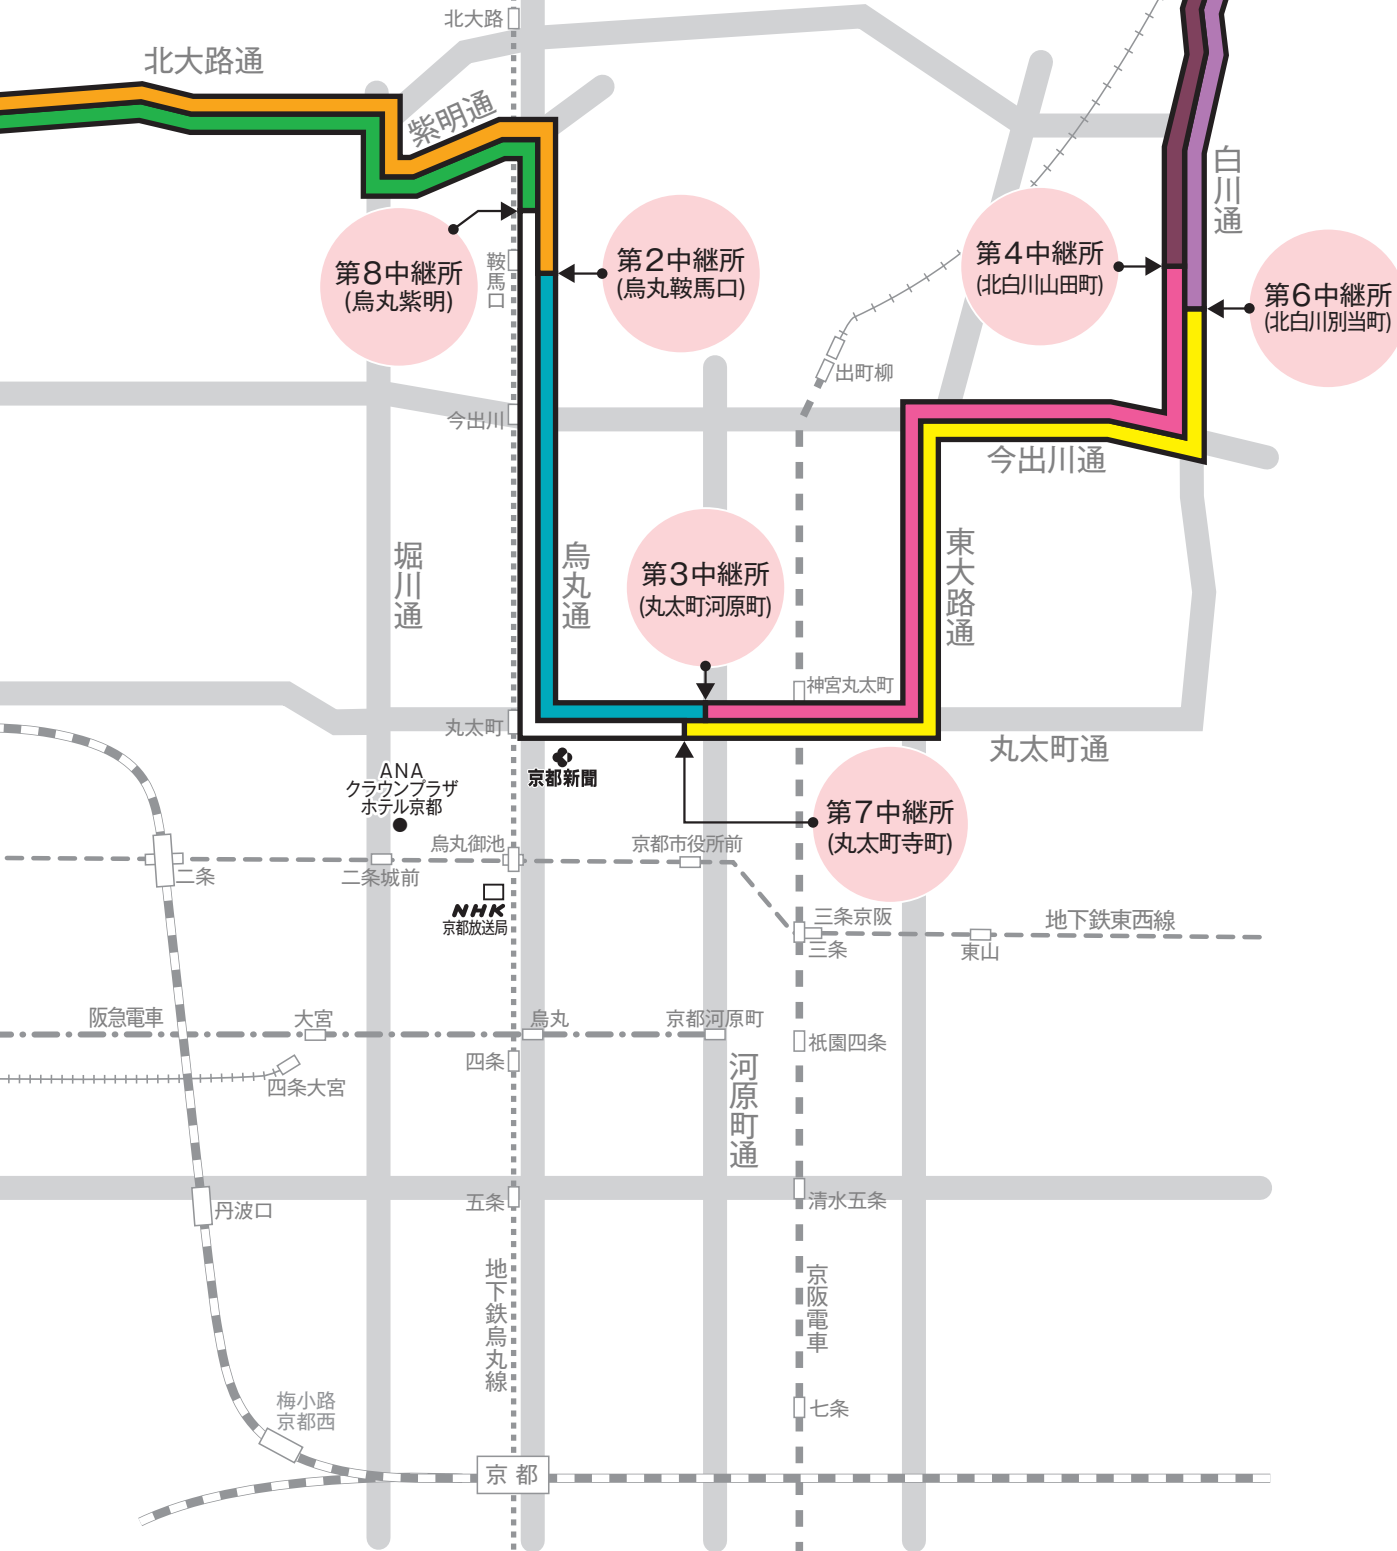 北大路
北大路通
紫明通
白川通
第8中継所
(烏丸紫明)
鞍馬口
第2中継所
(烏丸鞍馬口)
第4中継所
(北白川山田町)
第6中継所
(北白川別当町)
出町柳
今出川
今出川通
堀川通
烏丸通
第3中継所
(丸太町河原町)
東大路通
神宮丸太町
丸太町
丸太町通
京都新聞
ANA
クラウンプラザ
ホテル京都
第7中継所
(丸太町寺町)
烏丸御池
京都市役所前
二条
二条城前
NHK
京都放送局
三条京阪
三条
地下鉄東西線
東山
阪急電車
大宮
烏丸
京都河原町
祇園四条
四条
四条大宮
河原町通
丹波口
五条
清水五条
地下鉄烏丸線
京阪電車
梅小路
京都西
七条
京都